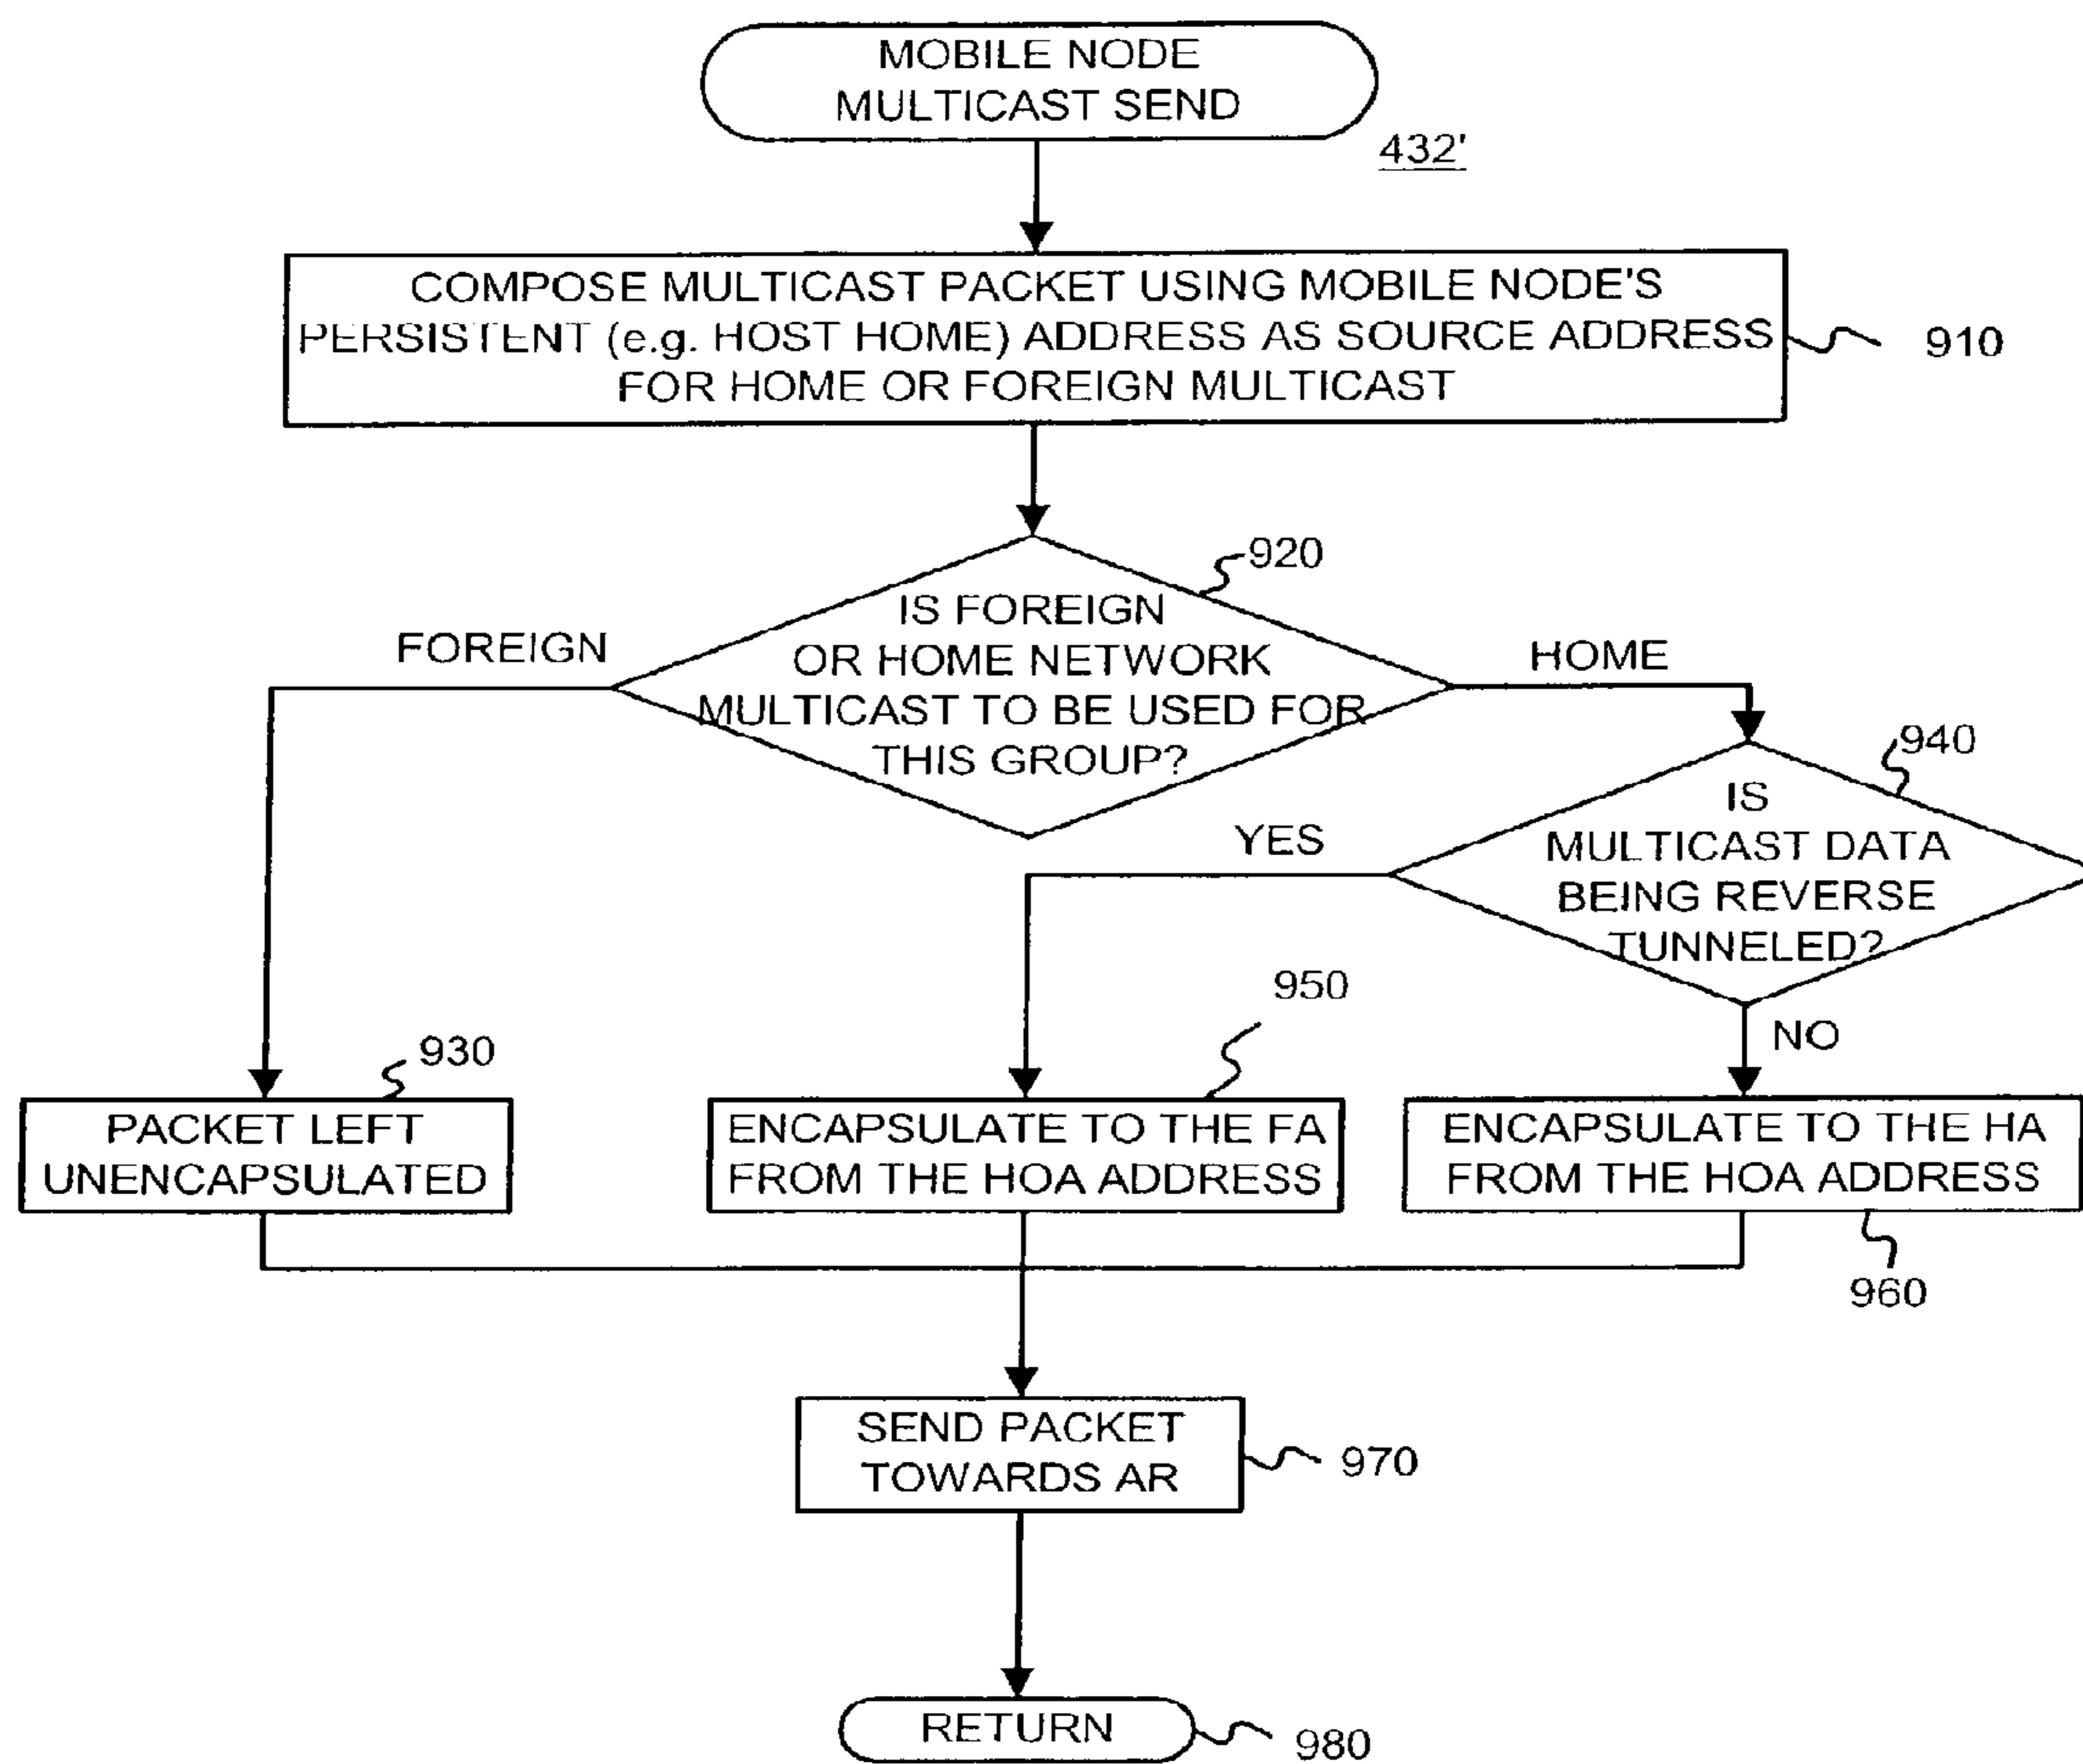 MOBILE NODE
MULTICAST SEND
432'
COMPOSE MULTICAST PACKET USING MOBILE NODE'S
PERSISTENT (e.g. HOST HOME) ADDRESS AS SOURCE ADDRESS
FOR HOME OR FOREIGN MULTICAST
910
920
IS FOREIGN
OR HOME NETWORK
MULTICAST TO BE USED FOR
THIS GROUP?
FOREIGN
HOME
940
IS
MULTICAST DATA
BEING REVERSE
TUNNELED?
YES
NO
930
PACKET LEFT
UNENCAPSULATED
950
ENCAPSULATE TO THE FA
FROM THE HOA ADDRESS
ENCAPSULATE TO THE HA
FROM THE HOA ADDRESS
960
SEND PACKET
TOWARDS AR
970
RETURN
980